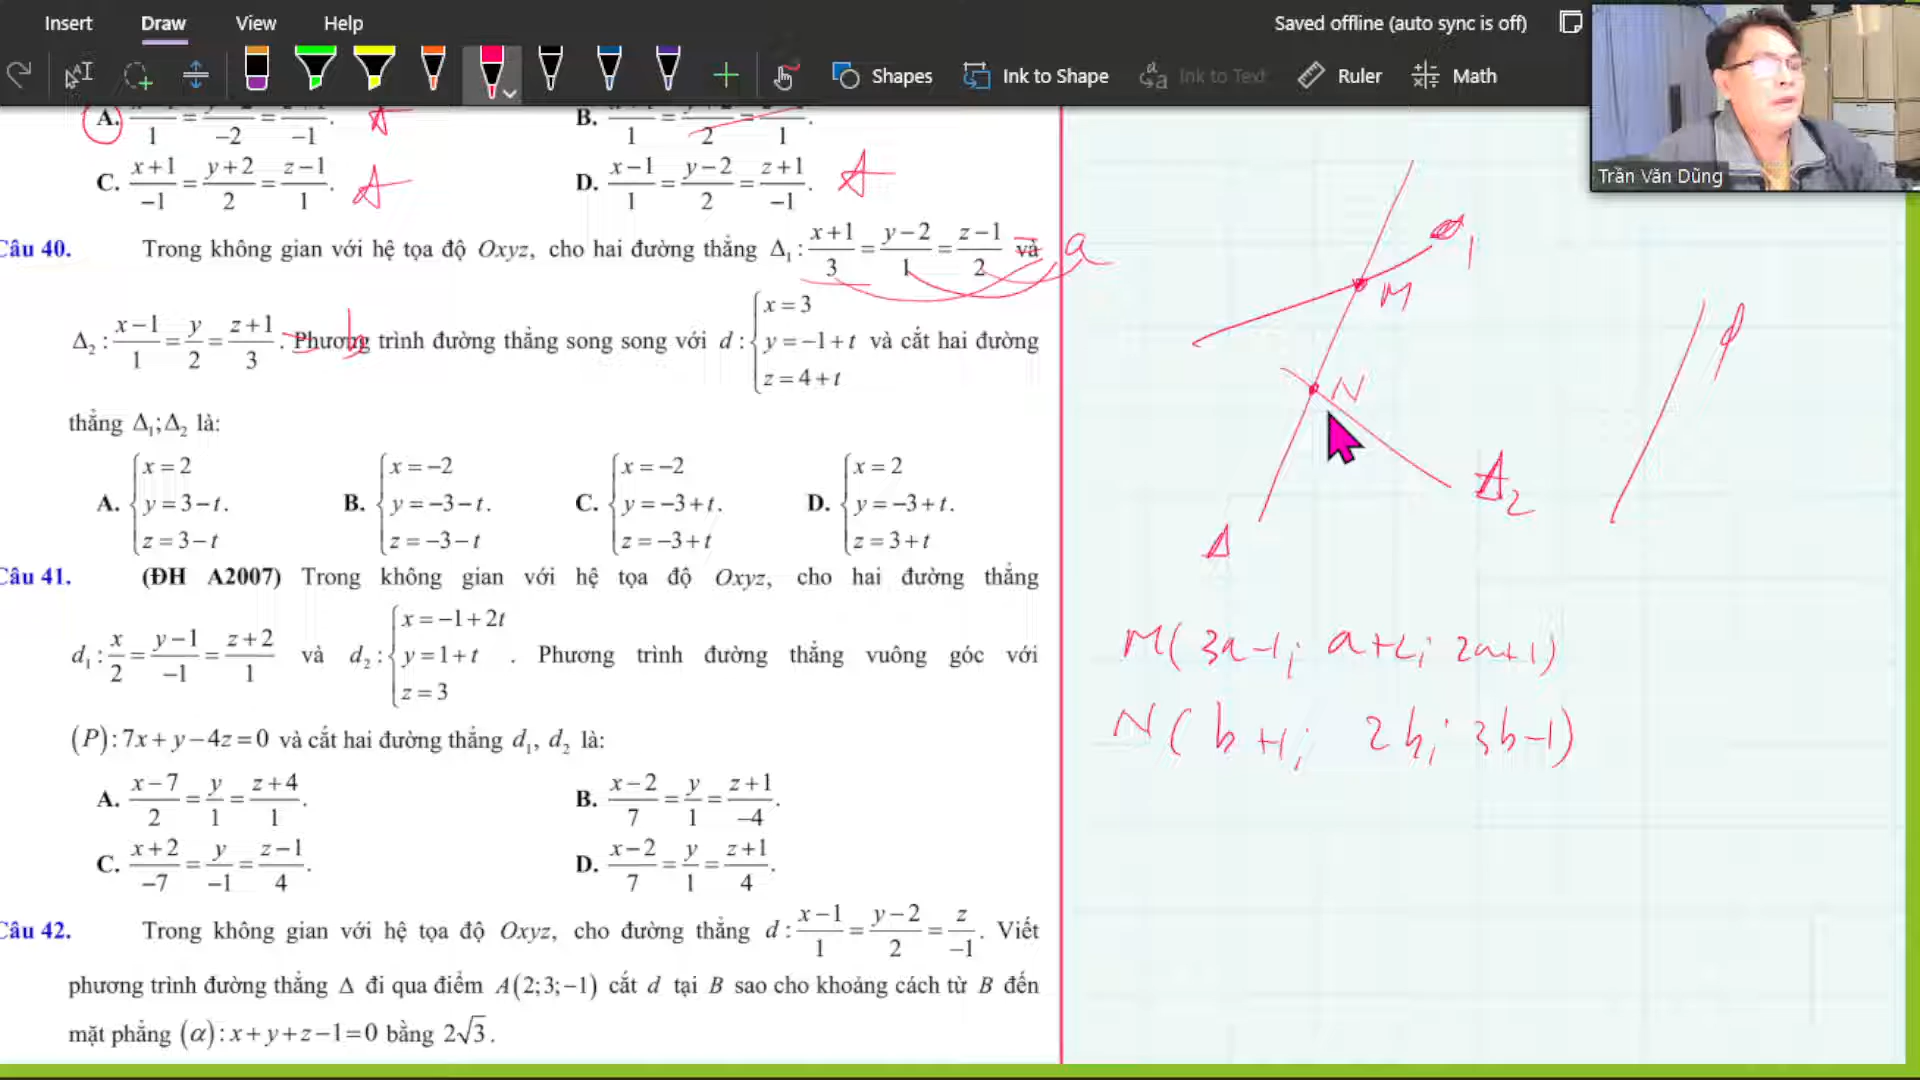 Insert Draw View Help Saved offline (auto sync is off)
Shapes Ink to Shape Ink to Text Ruler Math
Trần Văn Dũng
A. 1 = -2 = -1 . B. 1 = 2 = 1 .
C. (x+1)/(-1) = (y+2)/2 = (z-1)/1 . D. (x-1)/1 = (y-2)/2 = (z+1)/(-1) .
Câu 40. Trong không gian với hệ tọa độ Oxyz, cho hai đường thẳng Δ₁ : (x+1)/3 = (y-2)/1 = (z-1)/2 và a
Δ₂ : (x-1)/1 = y/2 = (z+1)/3 . Phương trình đường thẳng song song với d : { x = 3 ; y = -1+t ; z = 4+t và cắt hai đường
b
thẳng Δ₁; Δ₂ là:
A. { x = 2 ; y = 3-t . ; z = 3-t B. { x = -2 ; y = -3-t . ; z = -3-t C. { x = -2 ; y = -3+t . ; z = -3+t D. { x = 2 ; y = -3+t . ; z = 3+t
Câu 41. (ĐH A2007) Trong không gian với hệ tọa độ Oxyz, cho hai đường thẳng
d₁ : x/2 = (y-1)/(-1) = (z+2)/1 và d₂ : { x = -1+2t ; y = 1+t ; z = 3 . Phương trình đường thẳng vuông góc với
(P) : 7x + y - 4z = 0 và cắt hai đường thẳng d₁, d₂ là:
A. (x-7)/2 = y/1 = (z+4)/1 . B. (x-2)/7 = y/1 = (z+1)/(-4) .
C. (x+2)/(-7) = y/(-1) = (z-1)/4 . D. (x-2)/7 = y/1 = (z+1)/4 .
Câu 42. Trong không gian với hệ tọa độ Oxyz, cho đường thẳng d : (x-1)/1 = (y-2)/2 = z/(-1) . Viết
phương trình đường thẳng Δ đi qua điểm A(2;3;-1) cắt d tại B sao cho khoảng cách từ B đến
mặt phẳng (α) : x + y + z - 1 = 0 bằng 2√3 .
M
N
Δ₂
Δ
M( 3a-1; a+2; 2a+1)
N( b+1; 2b; 3b-1)